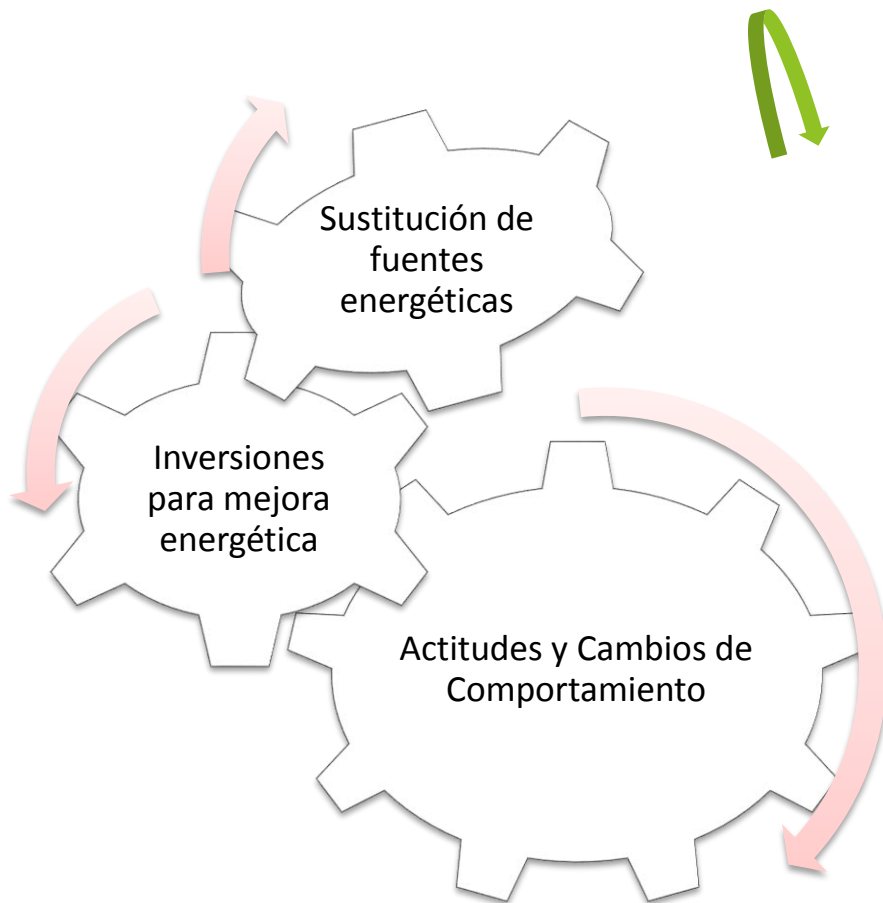 Sustitución de
fuentes
energéticas
Inversiones
para mejora
energética
Actitudes y Cambios de
Comportamiento